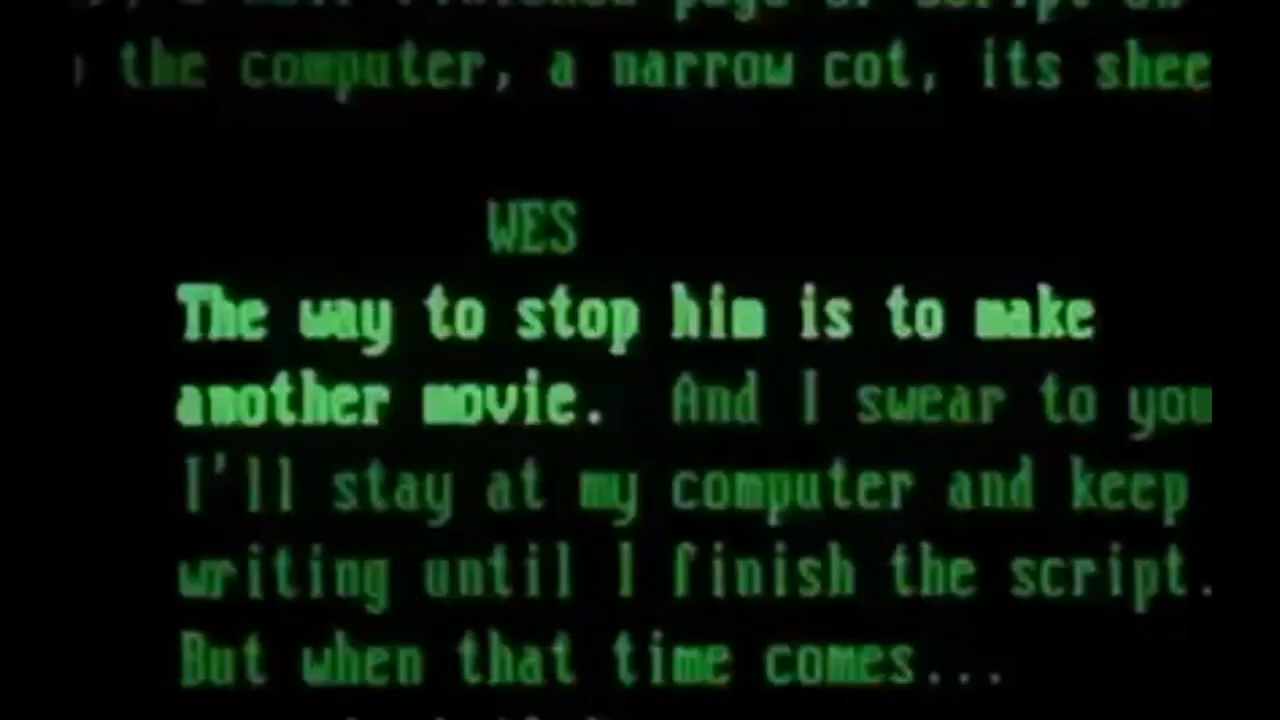 the computer, a narrow cot, its shee
WES
The way to stop him is to make
another movie. And I swear to you
I'll stay at my computer and keep
writing until I finish the script.
But when that time comes...